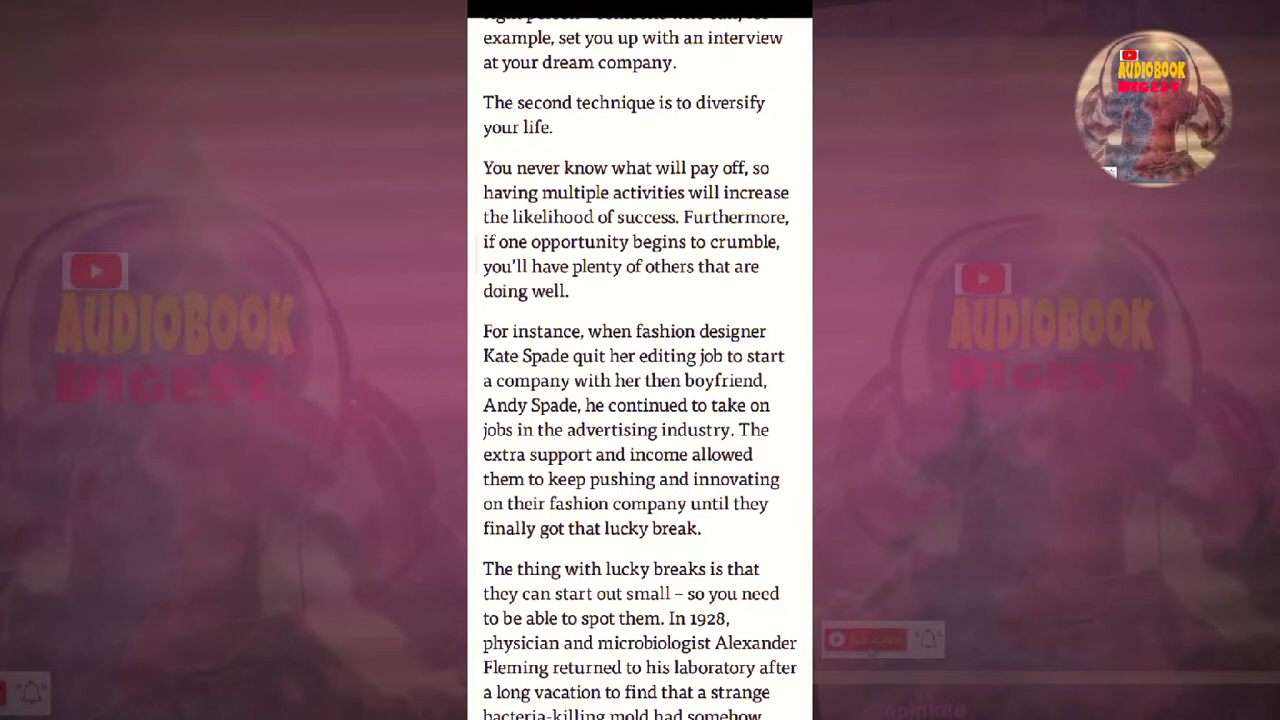 example, set you up with an interview
at your dream company.
The second technique is to diversify
your life.
You never know what will pay off, so
having multiple activities will increase
the likelihood of success. Furthermore,
if one opportunity begins to crumble,
you'll have plenty of others that are
doing well.
For instance, when fashion designer
Kate Spade quit her editing job to start
a company with her then boyfriend,
Andy Spade, he continued to take on
jobs in the advertising industry. The
extra support and income allowed
them to keep pushing and innovating
on their fashion company until they
finally got that lucky break.
The thing with lucky breaks is that
they can start out small – so you need
to be able to spot them. In 1928,
physician and microbiologist Alexander
Fleming returned to his laboratory after
a long vacation to find that a strange
bacteria-killing mold had somehow
AUDIOBOOK
DIGEST
AUDIOBOOK
DIGEST
AUDIOBOOK
DIGEST